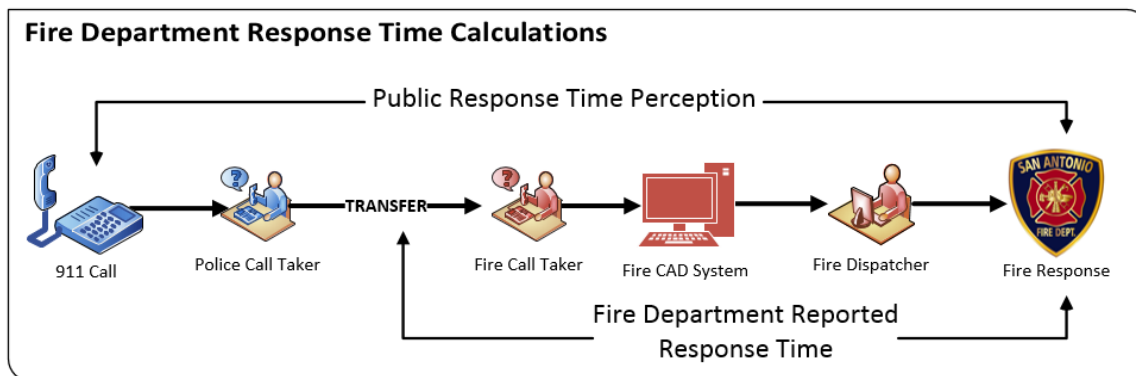 Fire Department Response Time Calculations
Public Response Time Perception
SAN ANTONIO
FIRE DEPT.
TRANSFER
911 Call
Police Call Taker
Fire Call Taker
Fire CAD System
Fire Dispatcher
Fire Response
Fire Department Reported
Response Time